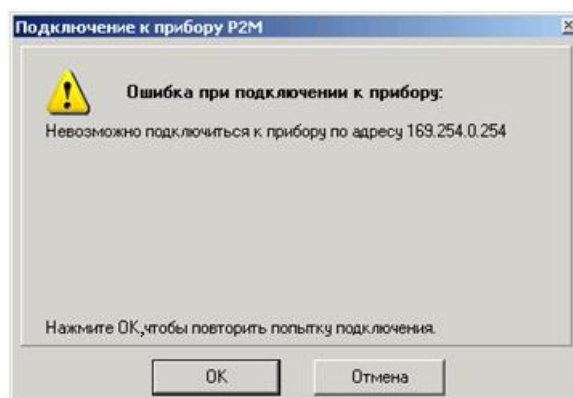 Подключение к прибору P2M
Ошибка при подключении к прибору:
Невозможно подключиться к прибору по адресу 169.254.0.254
Нажмите OK,чтобы повторить попытку подключения.
OK
Отмена